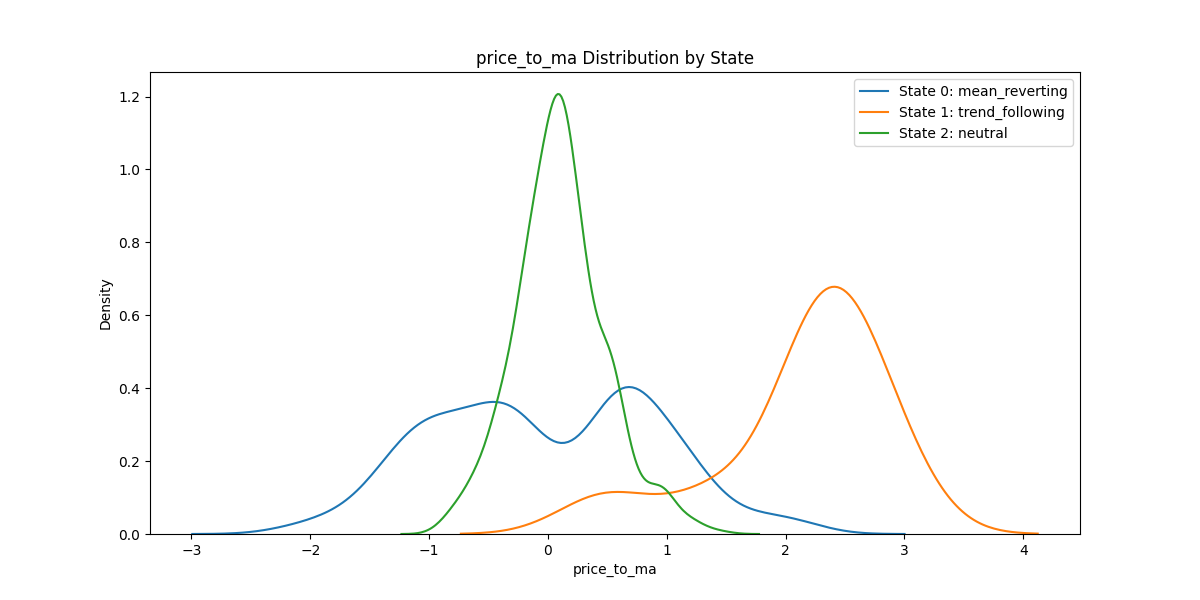 price_to_ma Distribution by State
State 0: mean_reverting
State 1: trend_following
State 2: neutral
Density
1.2
1.0
0.8
0.6
0.4
0.2
0.0
−3 −2 −1 0 1 2 3 4
price_to_ma